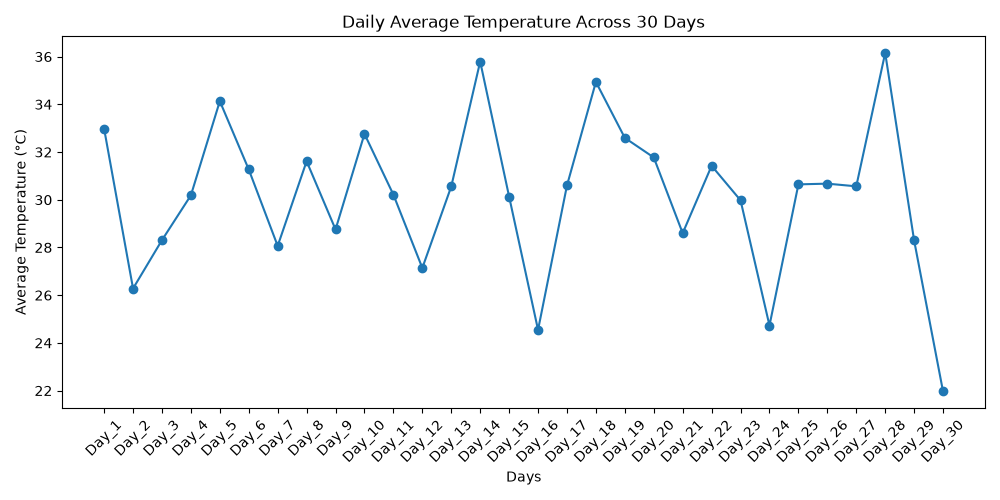 Daily Average Temperature Across 30 Days
Average Temperature (°C)
36
34
32
30
28
26
24
22
Day_1
Day_2
Day_3
Day_4
Day_5
Day_6
Day_7
Day_8
Day_9
Day_10
Day_11
Day_12
Day_13
Day_14
Day_15
Day_16
Day_17
Day_18
Day_19
Day_20
Day_21
Day_22
Day_23
Day_24
Day_25
Day_26
Day_27
Day_28
Day_29
Day_30
Days